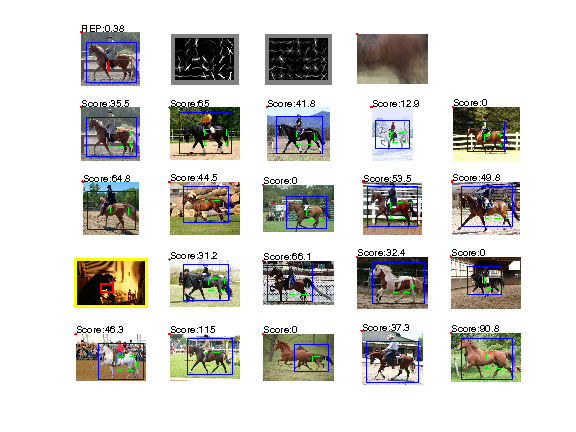 REP:0.38
Score:35.5
Score:65
Score:41.8
Score:12.9
Score:0
Score:64.8
Score:44.5
Score:0
Score:53.5
Score:49.8
Score:31.2
Score:66.1
Score:32.4
Score:0
Score:46.3
Score:115
Score:0
Score:37.3
Score:90.8